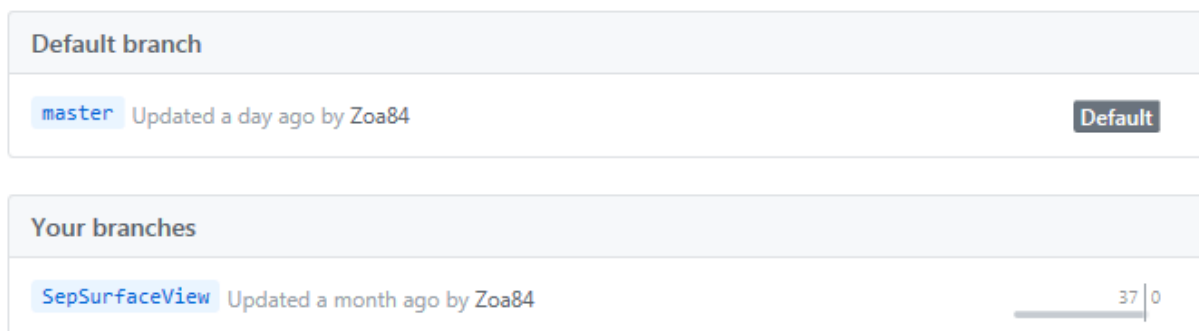 Default branch
master Updated a day ago by Zoa84 Default
Your branches
SepSurfaceView Updated a month ago by Zoa84 37 0